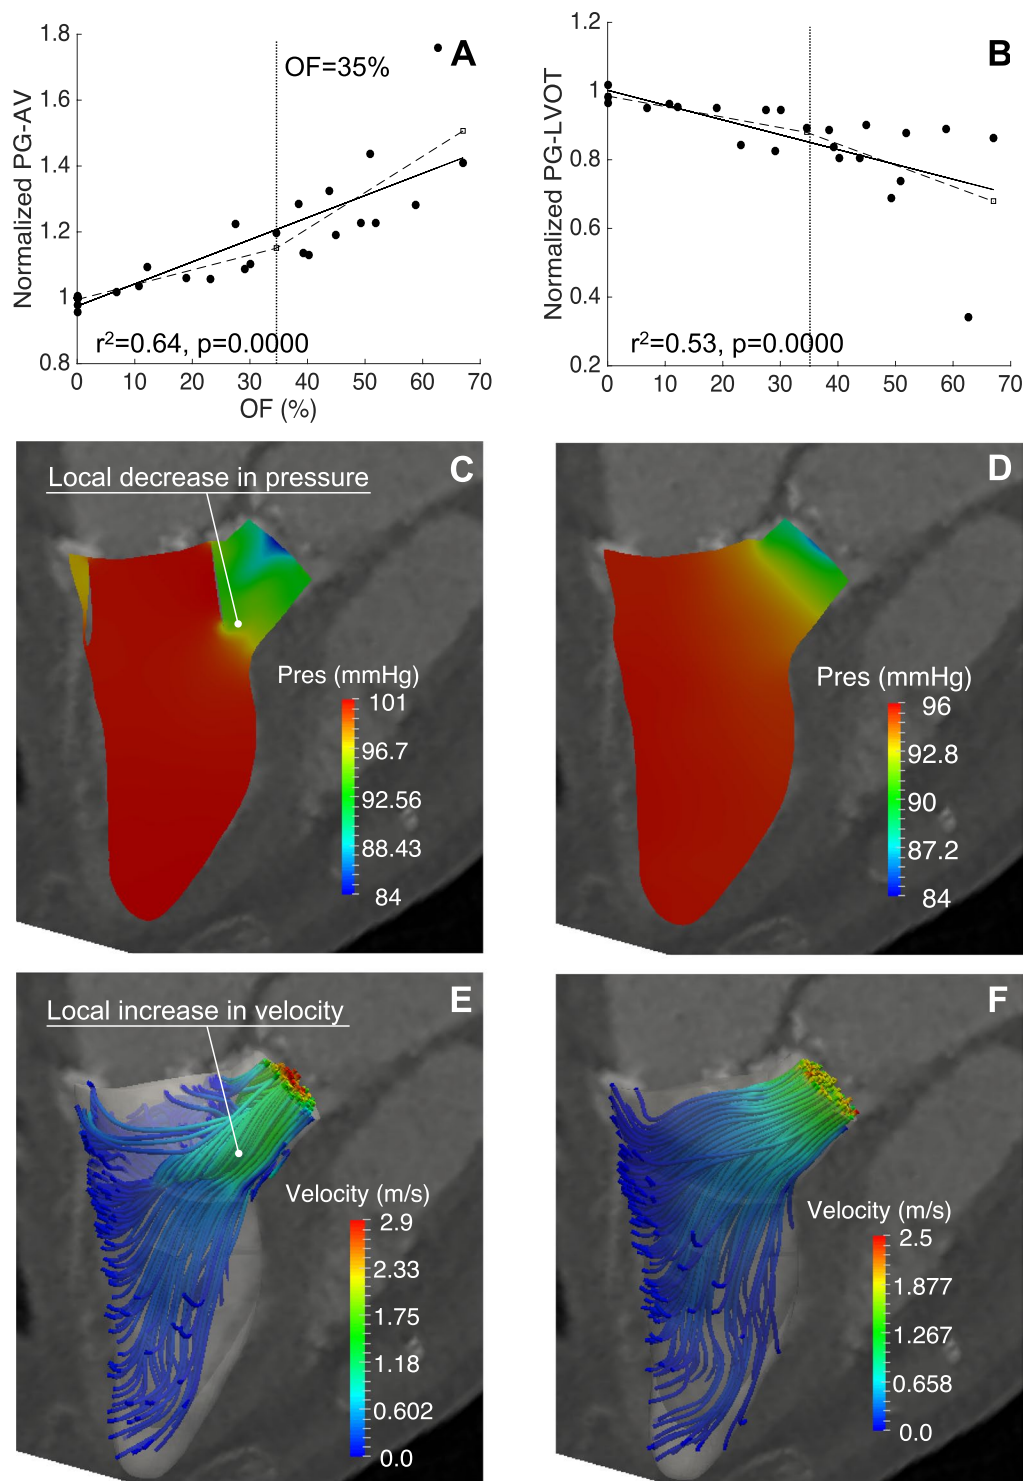 A
1.8
1.6
1.4
1.2
1
0.8
Normalized PG-AV
OF=35%
r²=0.64, p=0.0000
0 10 20 30 40 50 60 70
OF (%)
B
1.2
1
0.8
0.6
0.4
0.2
Normalized PG-LVOT
r²=0.53, p=0.0000
0 10 20 30 40 50 60 70
C
Local decrease in pressure
Pres (mmHg)
101
96.7
92.56
88.43
84
D
Pres (mmHg)
96
92.8
90
87.2
84
E
Local increase in velocity
Velocity (m/s)
2.9
2.33
1.75
1.18
0.602
0.0
F
Velocity (m/s)
2.5
1.877
1.267
0.658
0.0